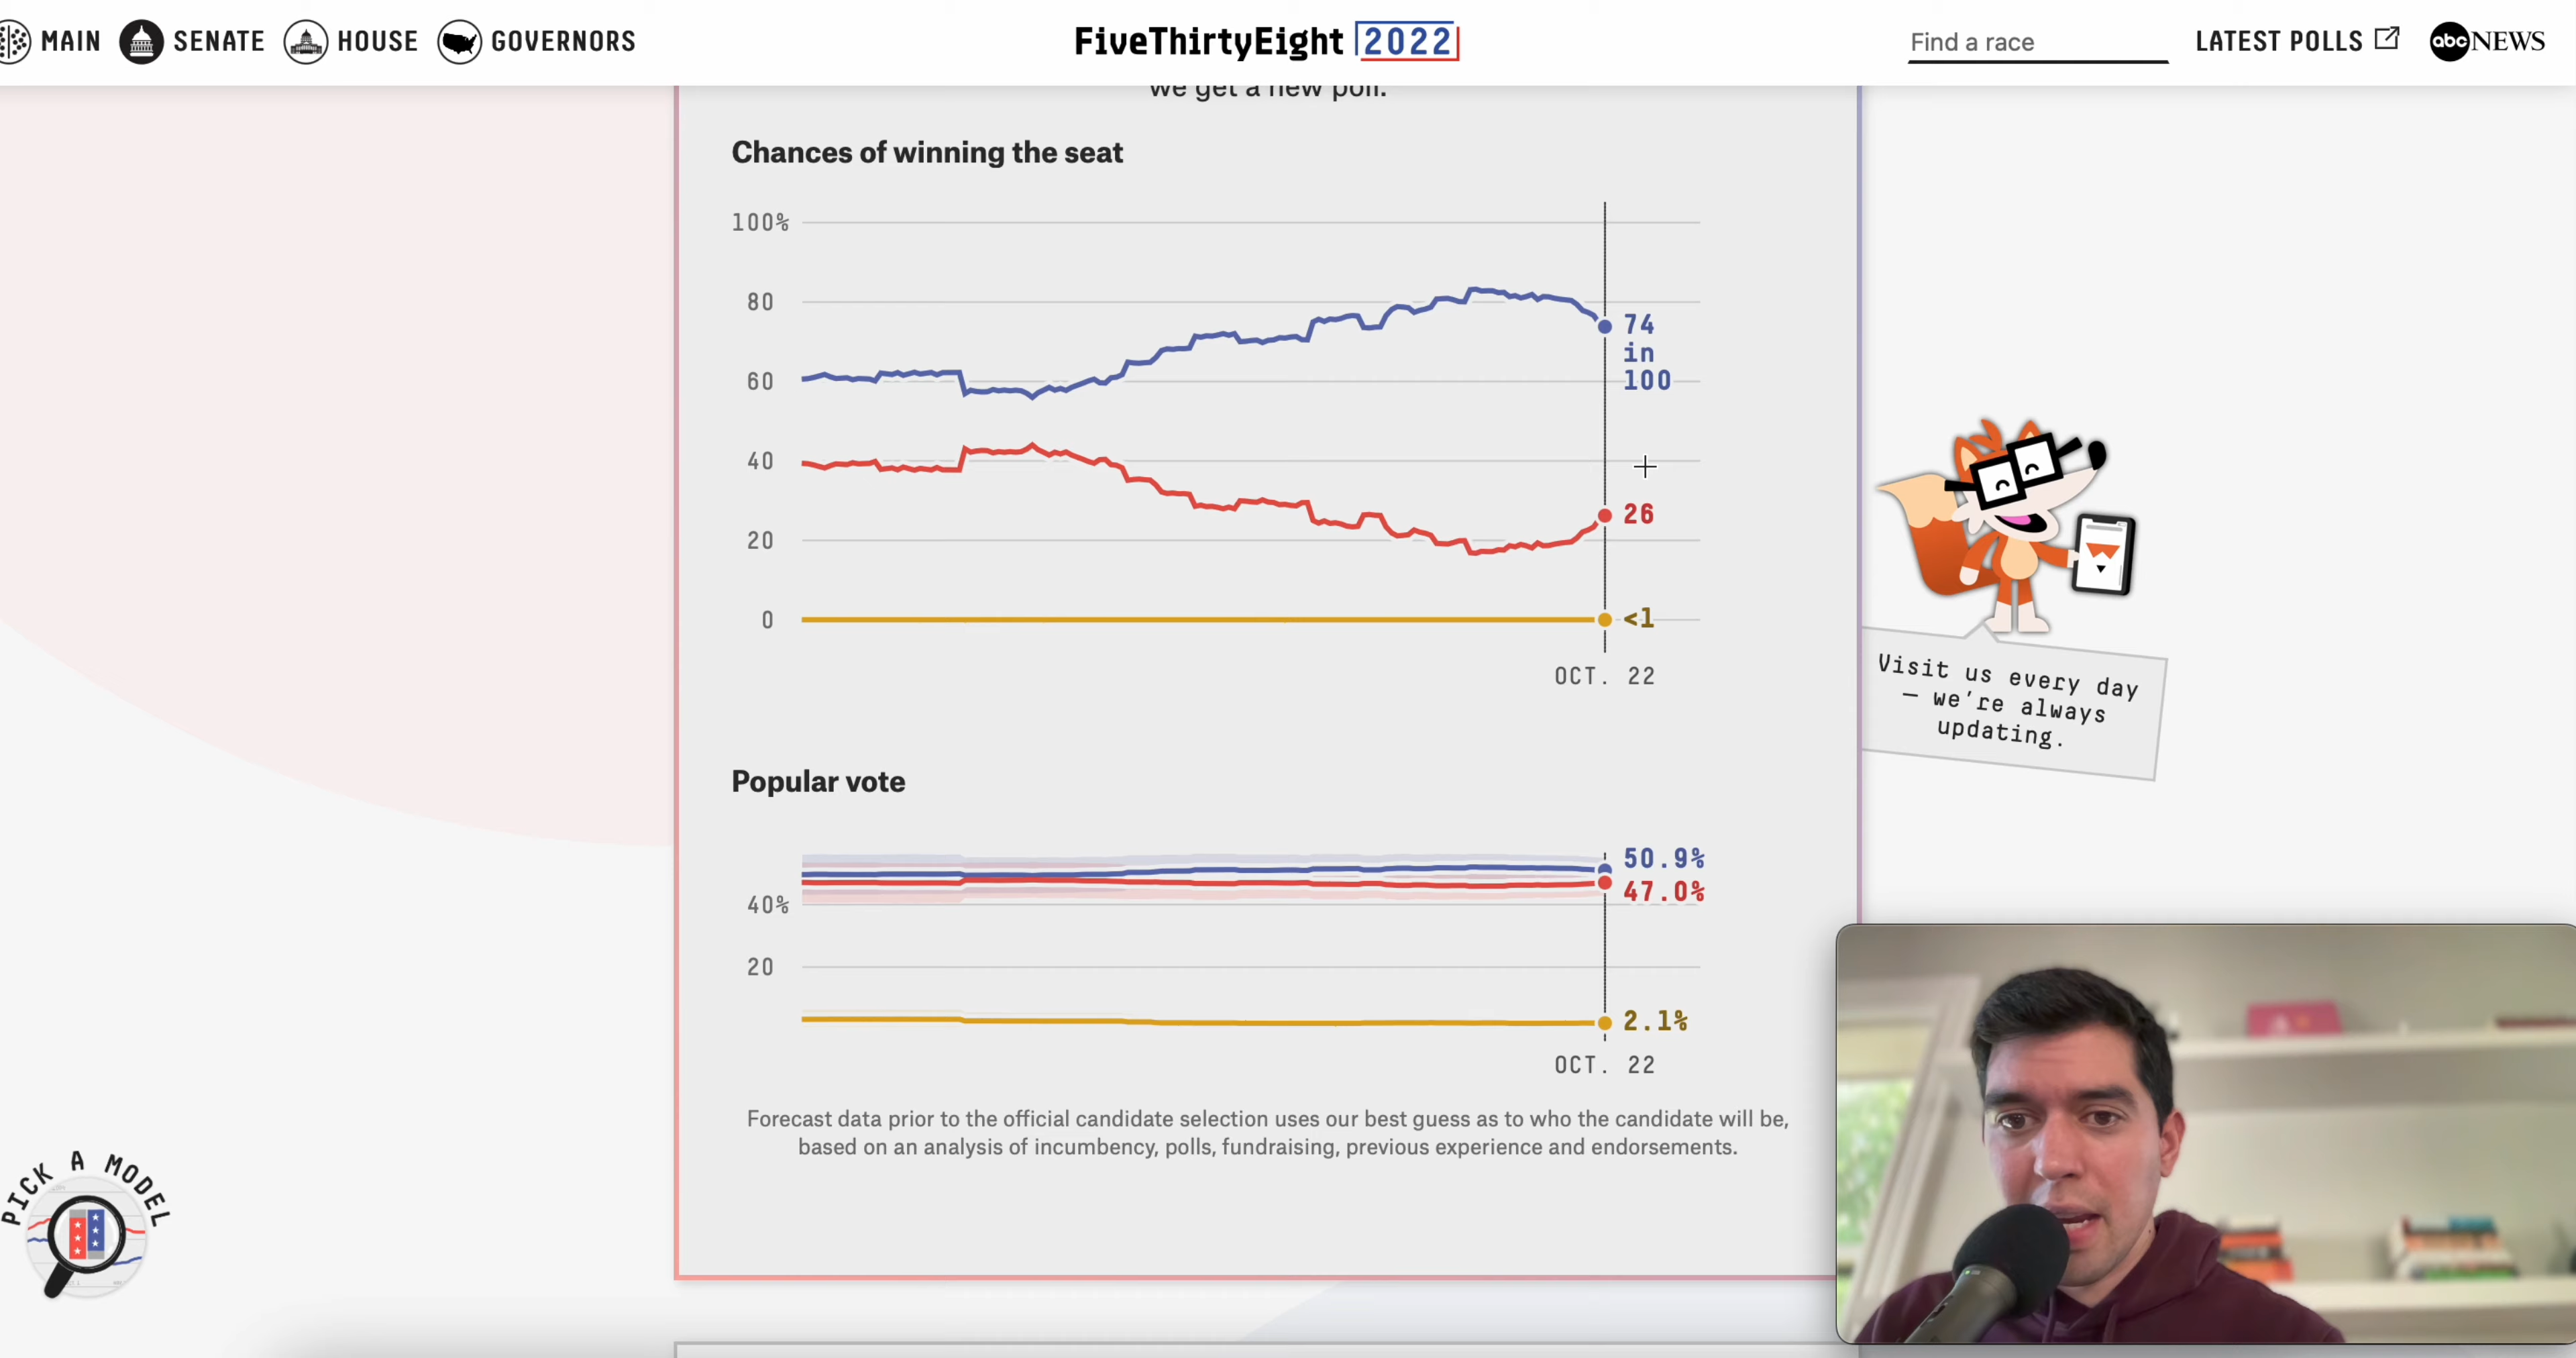 MAIN SENATE HOUSE GOVERNORS FiveThirtyEight 2022 Find a race LATEST POLLS abc NEWS
we get a new poll.
Chances of winning the seat
100%
80
60
40
20
0
74
in
100
26
<1
OCT. 22
Visit us every day
— we're always
updating.
Popular vote
40%
20
50.9%
47.0%
2.1%
OCT. 22
Forecast data prior to the official candidate selection uses our best guess as to who the candidate will be,
based on an analysis of incumbency, polls, fundraising, previous experience and endorsements.
PICK A MODEL